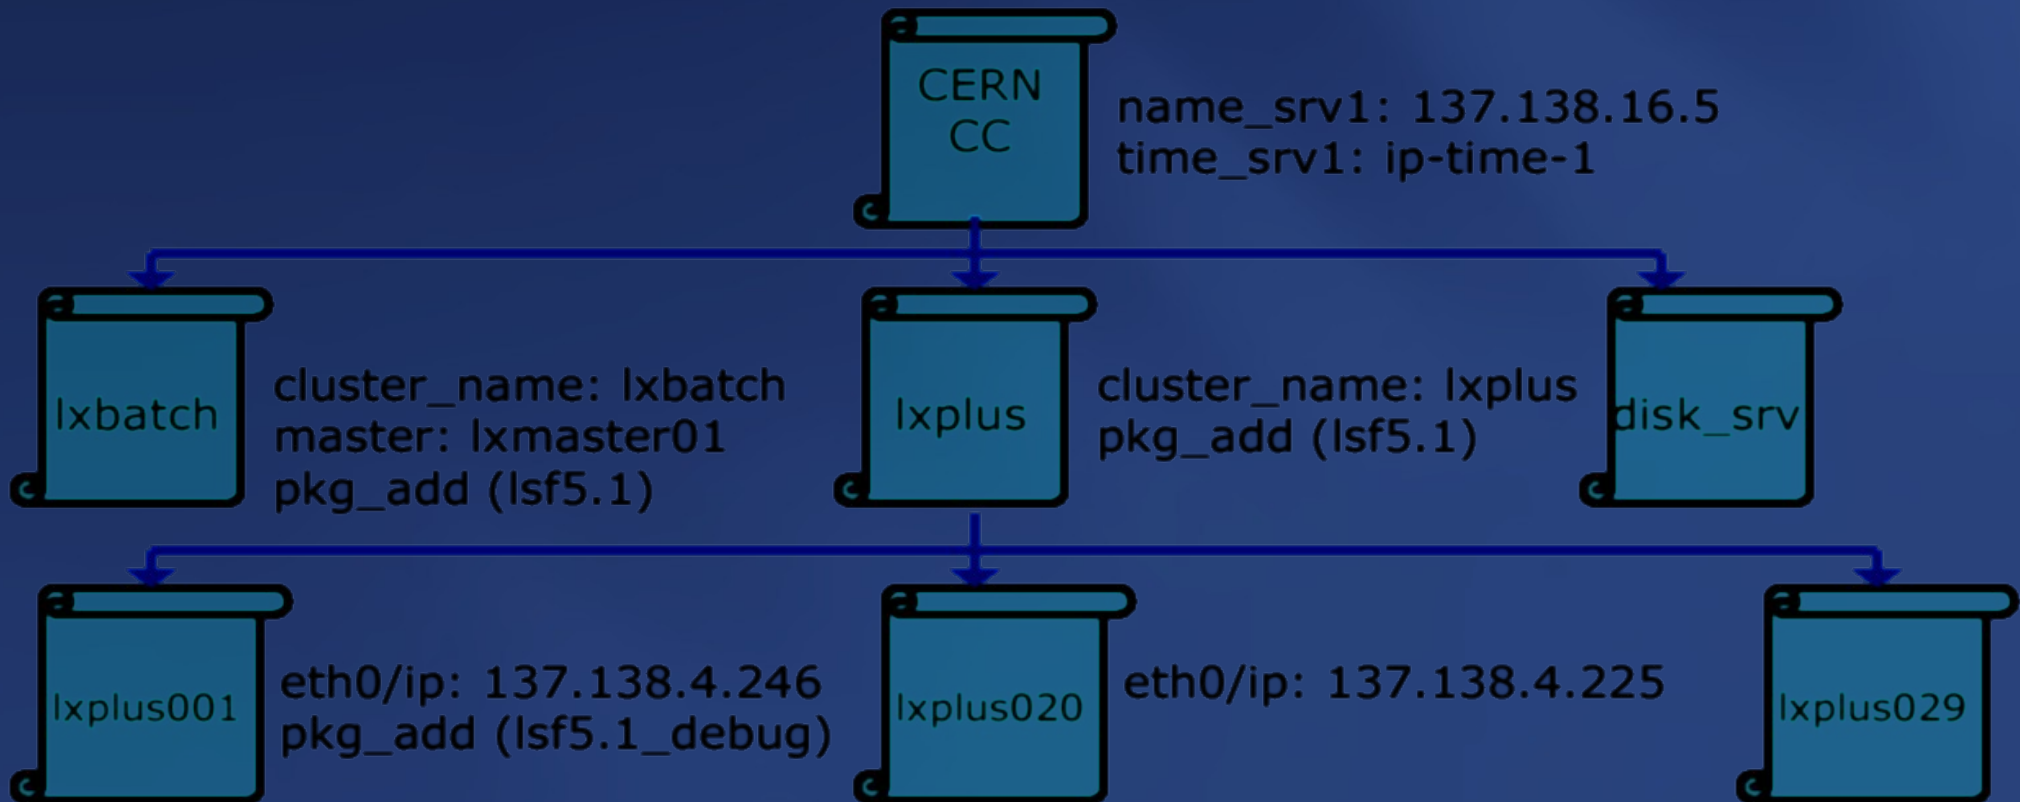 CERN
CC
name_srv1: 137.138.16.5
time_srv1: ip-time-1
lxbatch
cluster_name: lxbatch
master: lxmaster01
pkg_add (lsf5.1)
lxplus
cluster_name: lxplus
pkg_add (lsf5.1)
disk_srv
lxplus001
eth0/ip: 137.138.4.246
pkg_add (lsf5.1_debug)
lxplus020
eth0/ip: 137.138.4.225
lxplus029